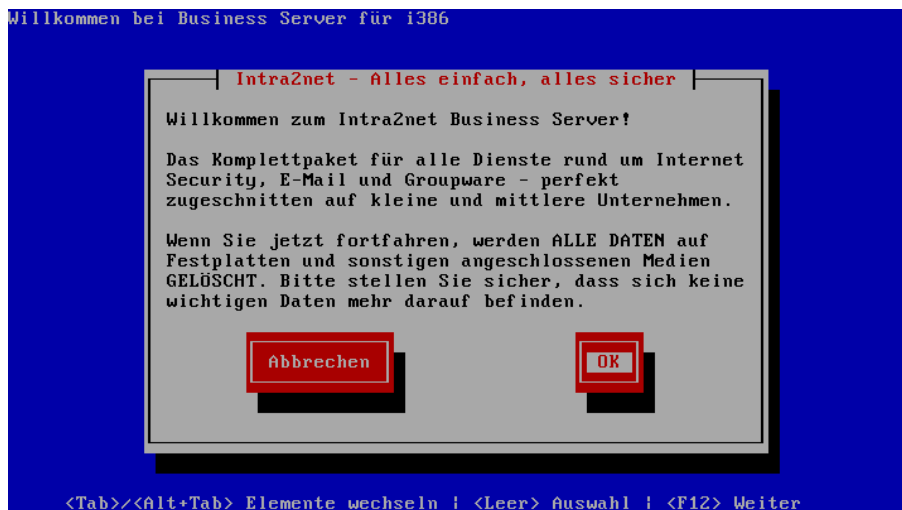 Willkommen bei Business Server für i386
Intra2net - Alles einfach, alles sicher
Willkommen zum Intra2net Business Server!
Das Komplettpaket für alle Dienste rund um Internet
Security, E-Mail und Groupware - perfekt
zugeschnitten auf kleine und mittlere Unternehmen.
Wenn Sie jetzt fortfahren, werden ALLE DATEN auf
Festplatten und sonstigen angeschlossenen Medien
GELÖSCHT. Bitte stellen Sie sicher, dass sich keine
wichtigen Daten mehr darauf befinden.
Abbrechen OK
<Tab>/<Alt+Tab> Elemente wechseln | <Leer> Auswahl | <F12> Weiter